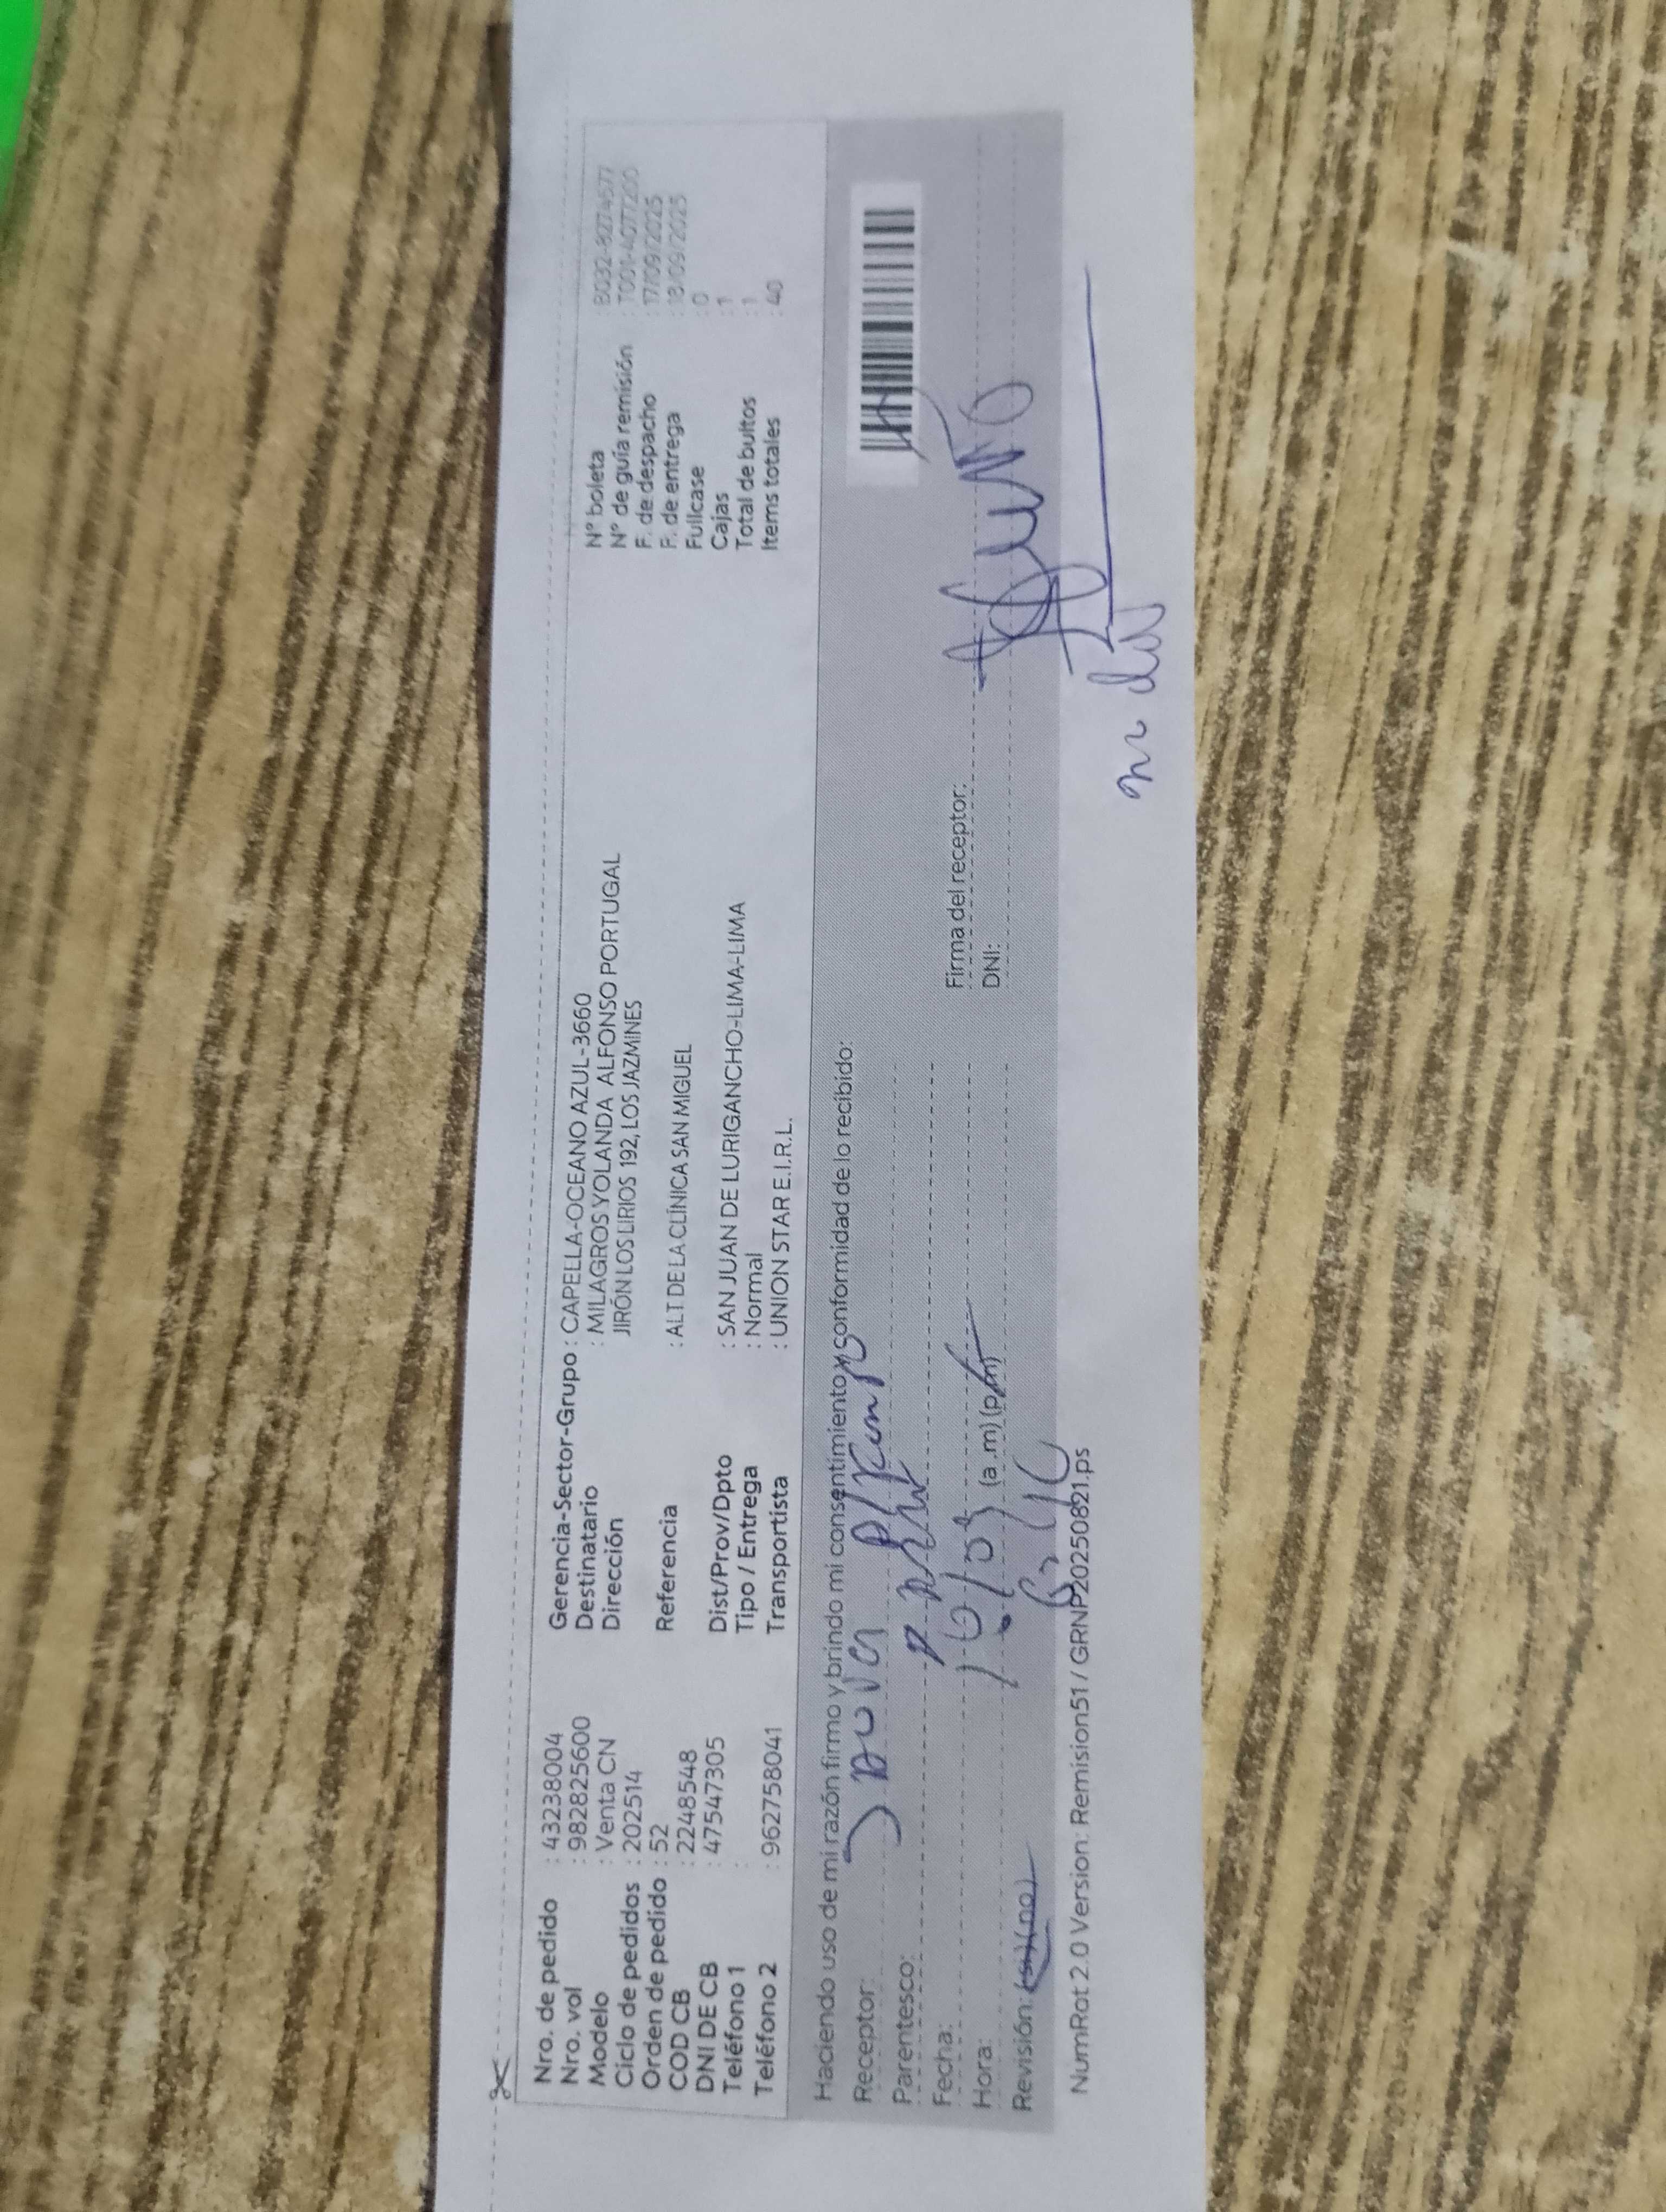 Nro. de pedido : 43238004
Nro. vol : 982825600
Modelo : Venta CN
Ciclo de pedidos : 202514
Orden de pedido : 52
COD CB : 2248548
DNI DE CB : 47547305
Teléfono 1 :
Teléfono 2 : 962758041
Gerencia-Sector-Grupo : CAPELLA-OCEANO AZUL-3660
Destinatario : MILAGROS YOLANDA ALFONSO PORTUGAL
Dirección JIRÓN LOS LIRIOS 192, LOS JAZMINES
Referencia : ALT DE LA CLÍNICA SAN MIGUEL
Dist/Prov/Dpto : SAN JUAN DE LURIGANCHO-LIMA-LIMA
Tipo / Entrega : Normal
Transportista : UNION STAR E.I.R.L.
N° boleta : B032-8274577
N° de guía remisión : T001-4077200
F. de despacho : 17/09/2025
F. de entrega : 18/09/2025
Fullcase : 0
Cajas : 1
Total de bultos : 1
Items totales : 40
Haciendo uso de mi razón firmo y brindo mi consentimiento y conformidad de lo recibido:
Receptor:
Parentesco:
Fecha:
Hora: (a.m) (p.m)
Revisión: (si) (no)
Firma del receptor:
DNI:
NumRot 2.0 Version: Remision51 / GRNP20250821.ps